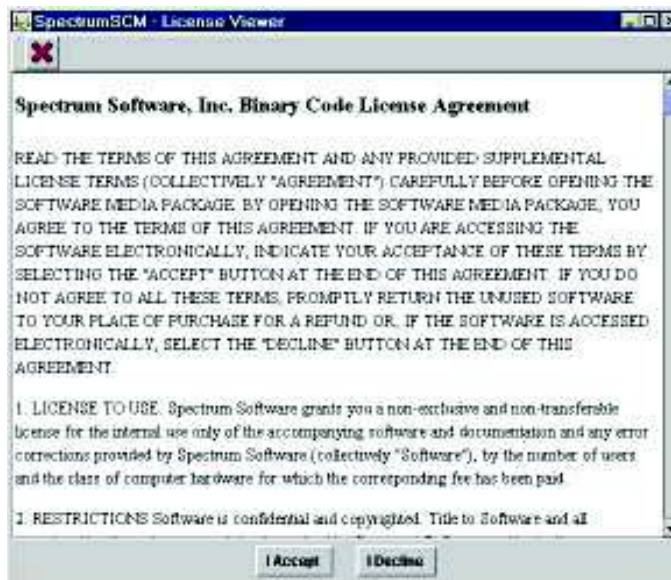 SpectrumSCM - License Viewer
Spectrum Software, Inc. Binary Code License Agreement
READ THE TERMS OF THIS AGREEMENT AND ANY PROVIDED SUPPLEMENTAL
LICENSE TERMS (COLLECTIVELY "AGREEMENT") CAREFULLY BEFORE OPENING THE
SOFTWARE MEDIA PACKAGE. BY OPENING THE SOFTWARE MEDIA PACKAGE, YOU
AGREE TO THE TERMS OF THIS AGREEMENT. IF YOU ARE ACCESSING THE
SOFTWARE ELECTRONICALLY, INDICATE YOUR ACCEPTANCE OF THESE TERMS BY
SELECTING THE "ACCEPT" BUTTON AT THE END OF THIS AGREEMENT. IF YOU DO
NOT AGREE TO ALL THESE TERMS, PROMPTLY RETURN THE UNUSED SOFTWARE
TO YOUR PLACE OF PURCHASE FOR A REFUND OR, IF THE SOFTWARE IS ACCESSED
ELECTRONICALLY, SELECT THE "DECLINE" BUTTON AT THE END OF THIS
AGREEMENT.
1. LICENSE TO USE. Spectrum Software grants you a non-exclusive and non-transferable
license for the internal use only of the accompanying software and documentation and any error
corrections provided by Spectrum Software (collectively "Software"), by the number of users
and the class of computer hardware for which the corresponding fee has been paid.
2. RESTRICTIONS Software is confidential and copyrighted. Title to Software and all
I Accept I Decline